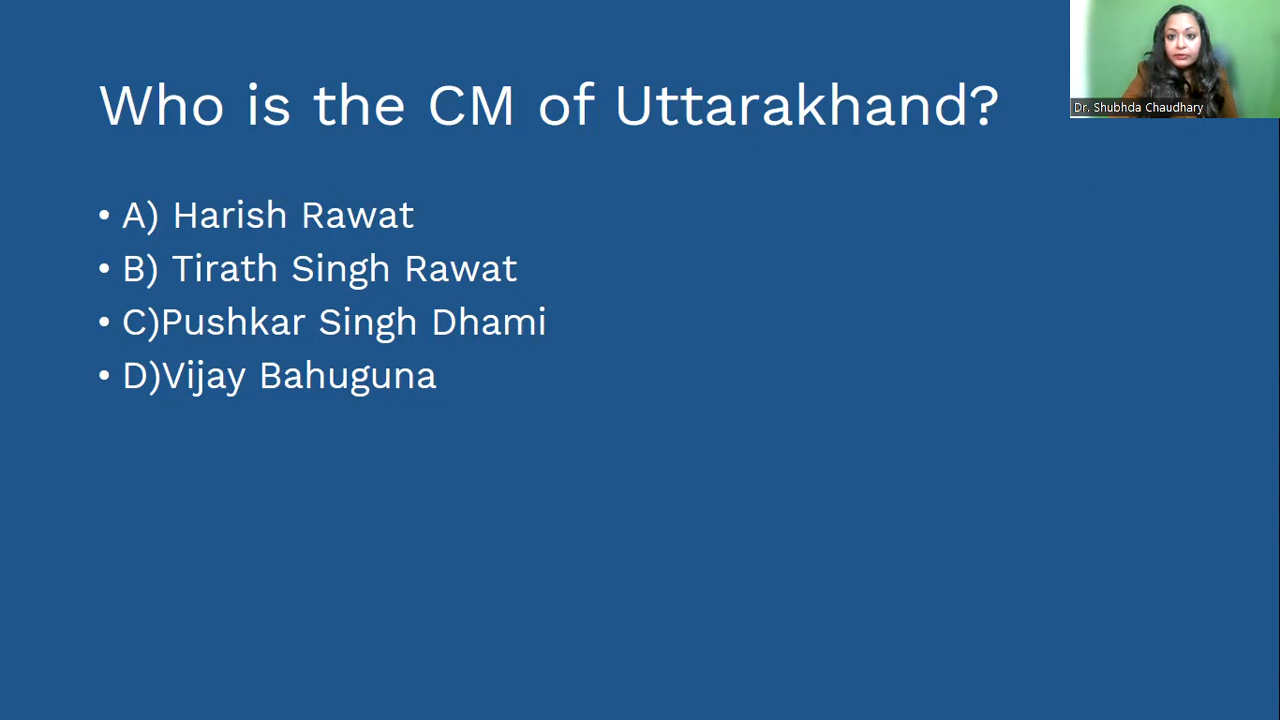 Who is the CM of Uttarakhand?
Dr. Shubhda Chaudhary
• A) Harish Rawat
• B) Tirath Singh Rawat
• C)Pushkar Singh Dhami
• D)Vijay Bahuguna